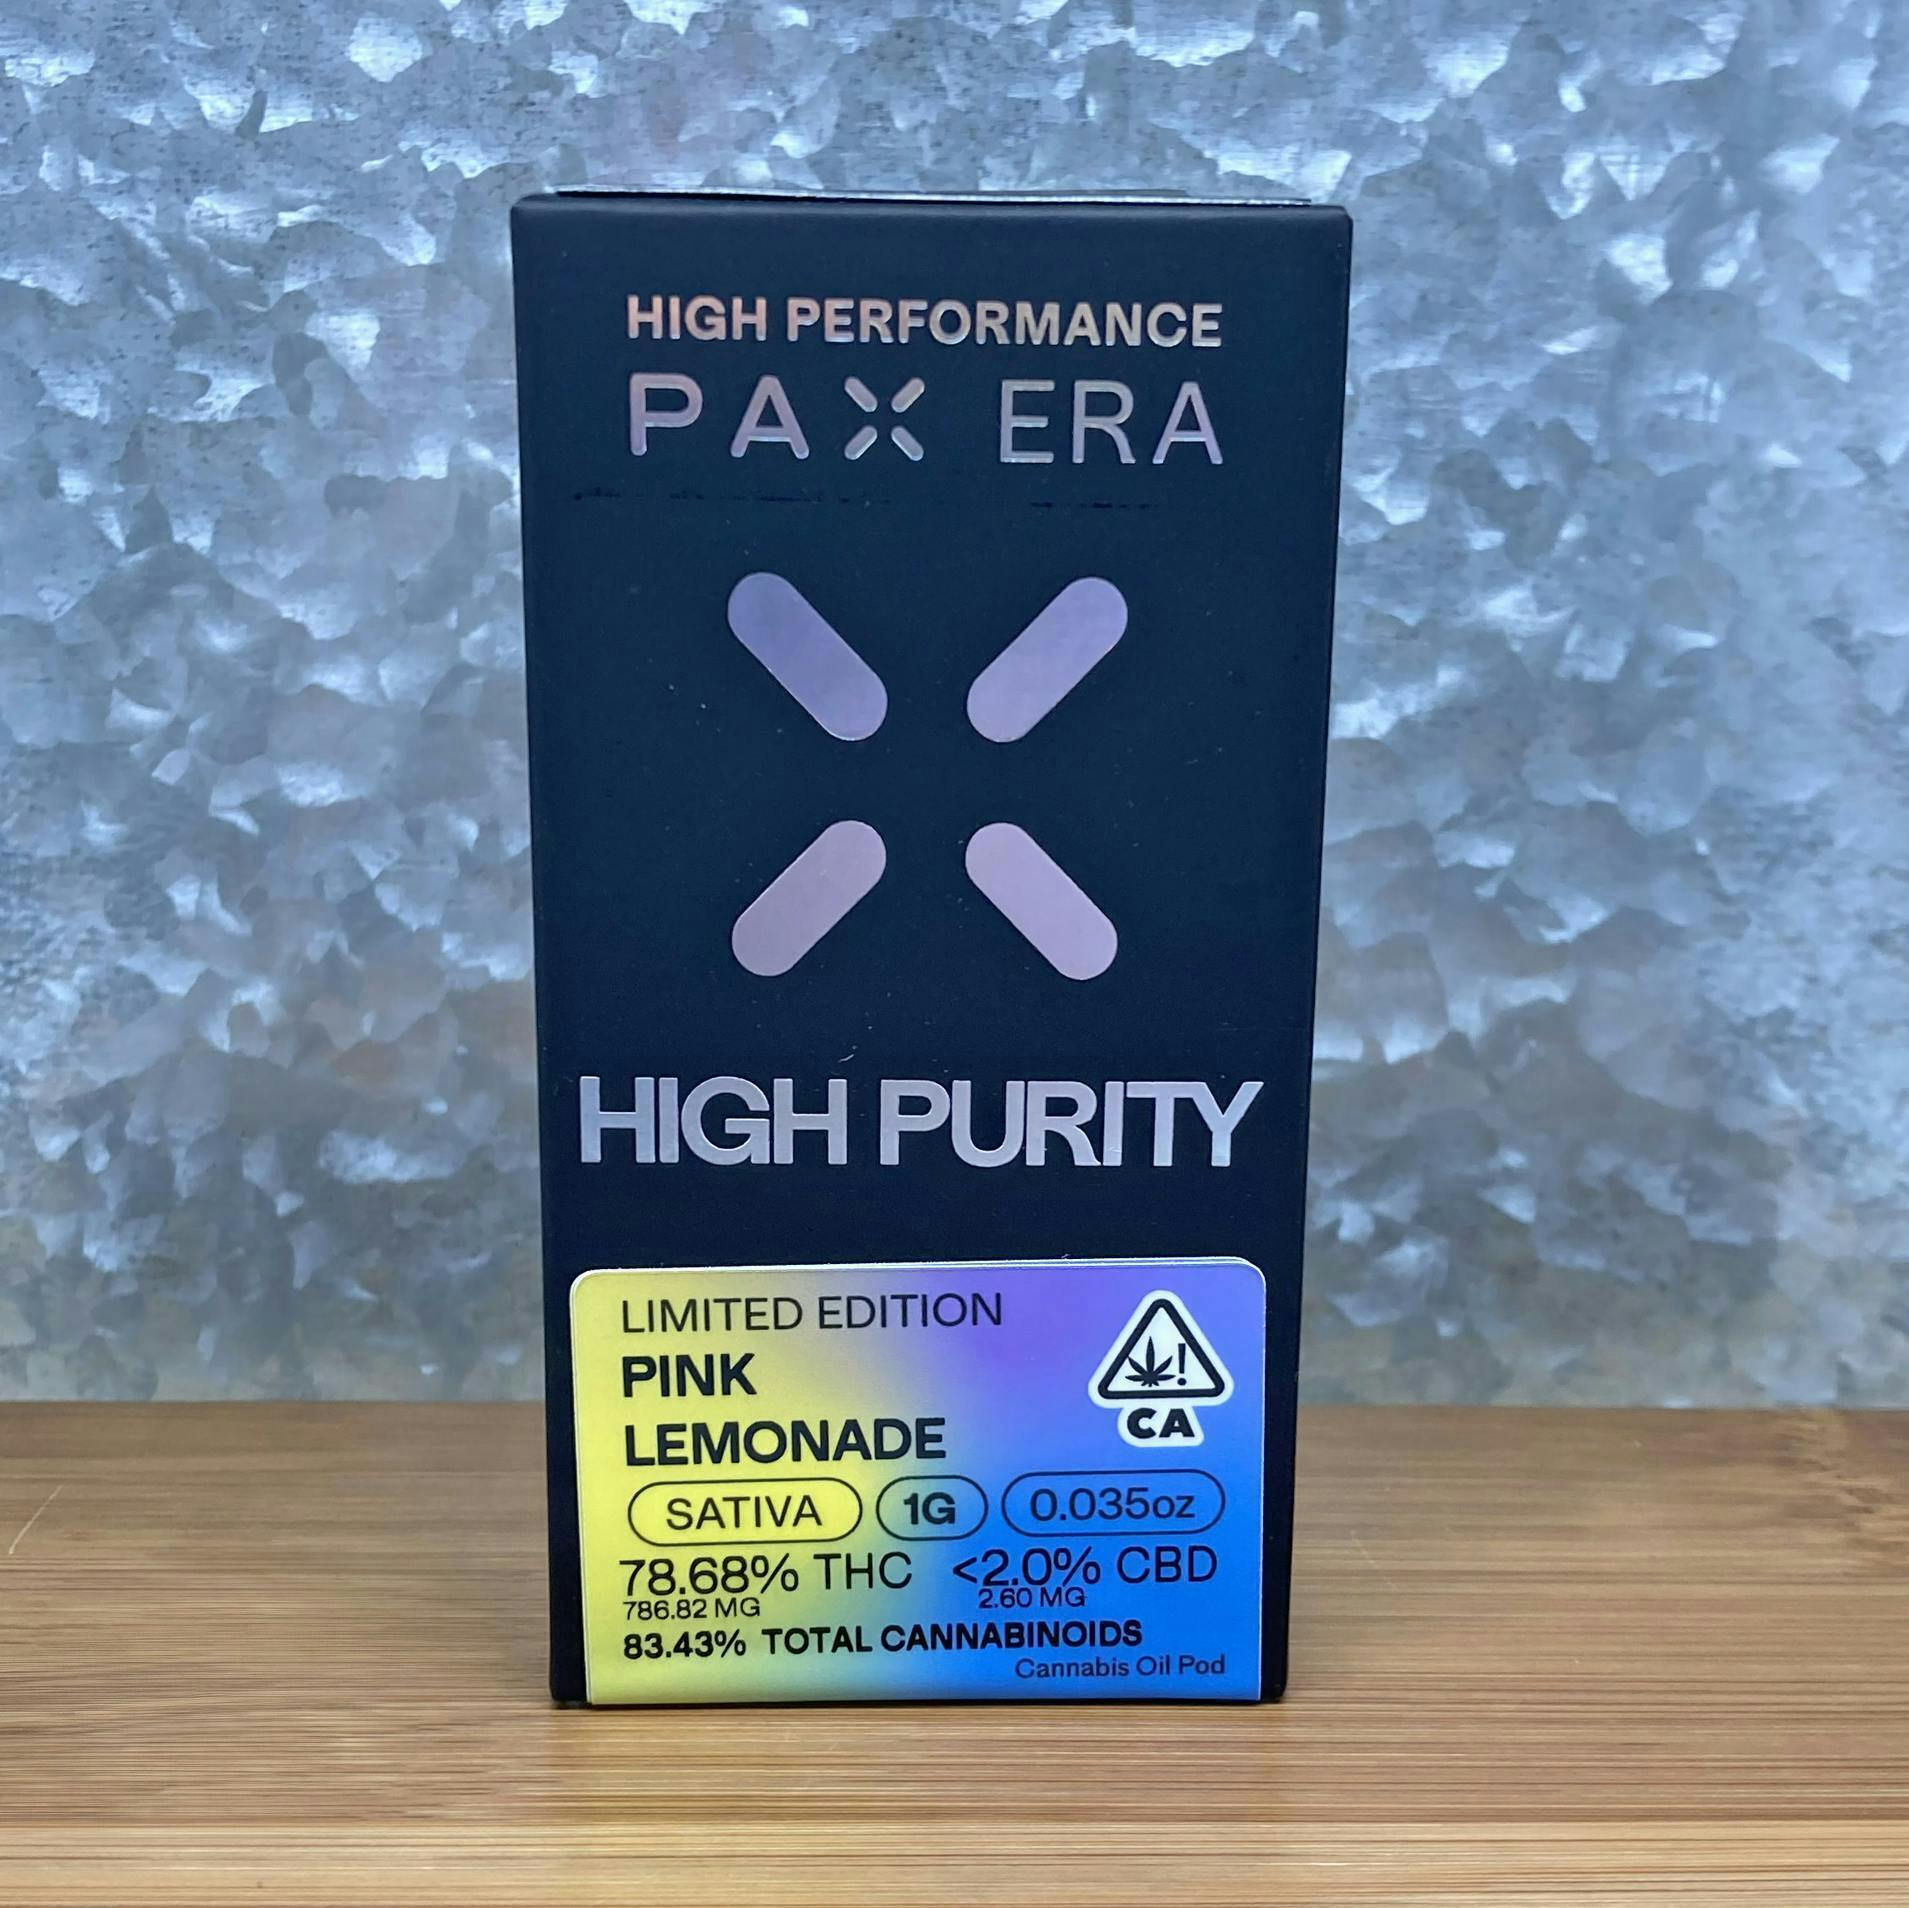 HIGH PERFORMANCE
PAX ERA
HIGH PURITY
LIMITED EDITION
PINK
LEMONADE
CA
SATIVA 1G 0.035oz
78.68% THC <2.0% CBD
786.82 MG 2.60 MG
83.43% TOTAL CANNABINOIDS
Cannabis Oil Pod